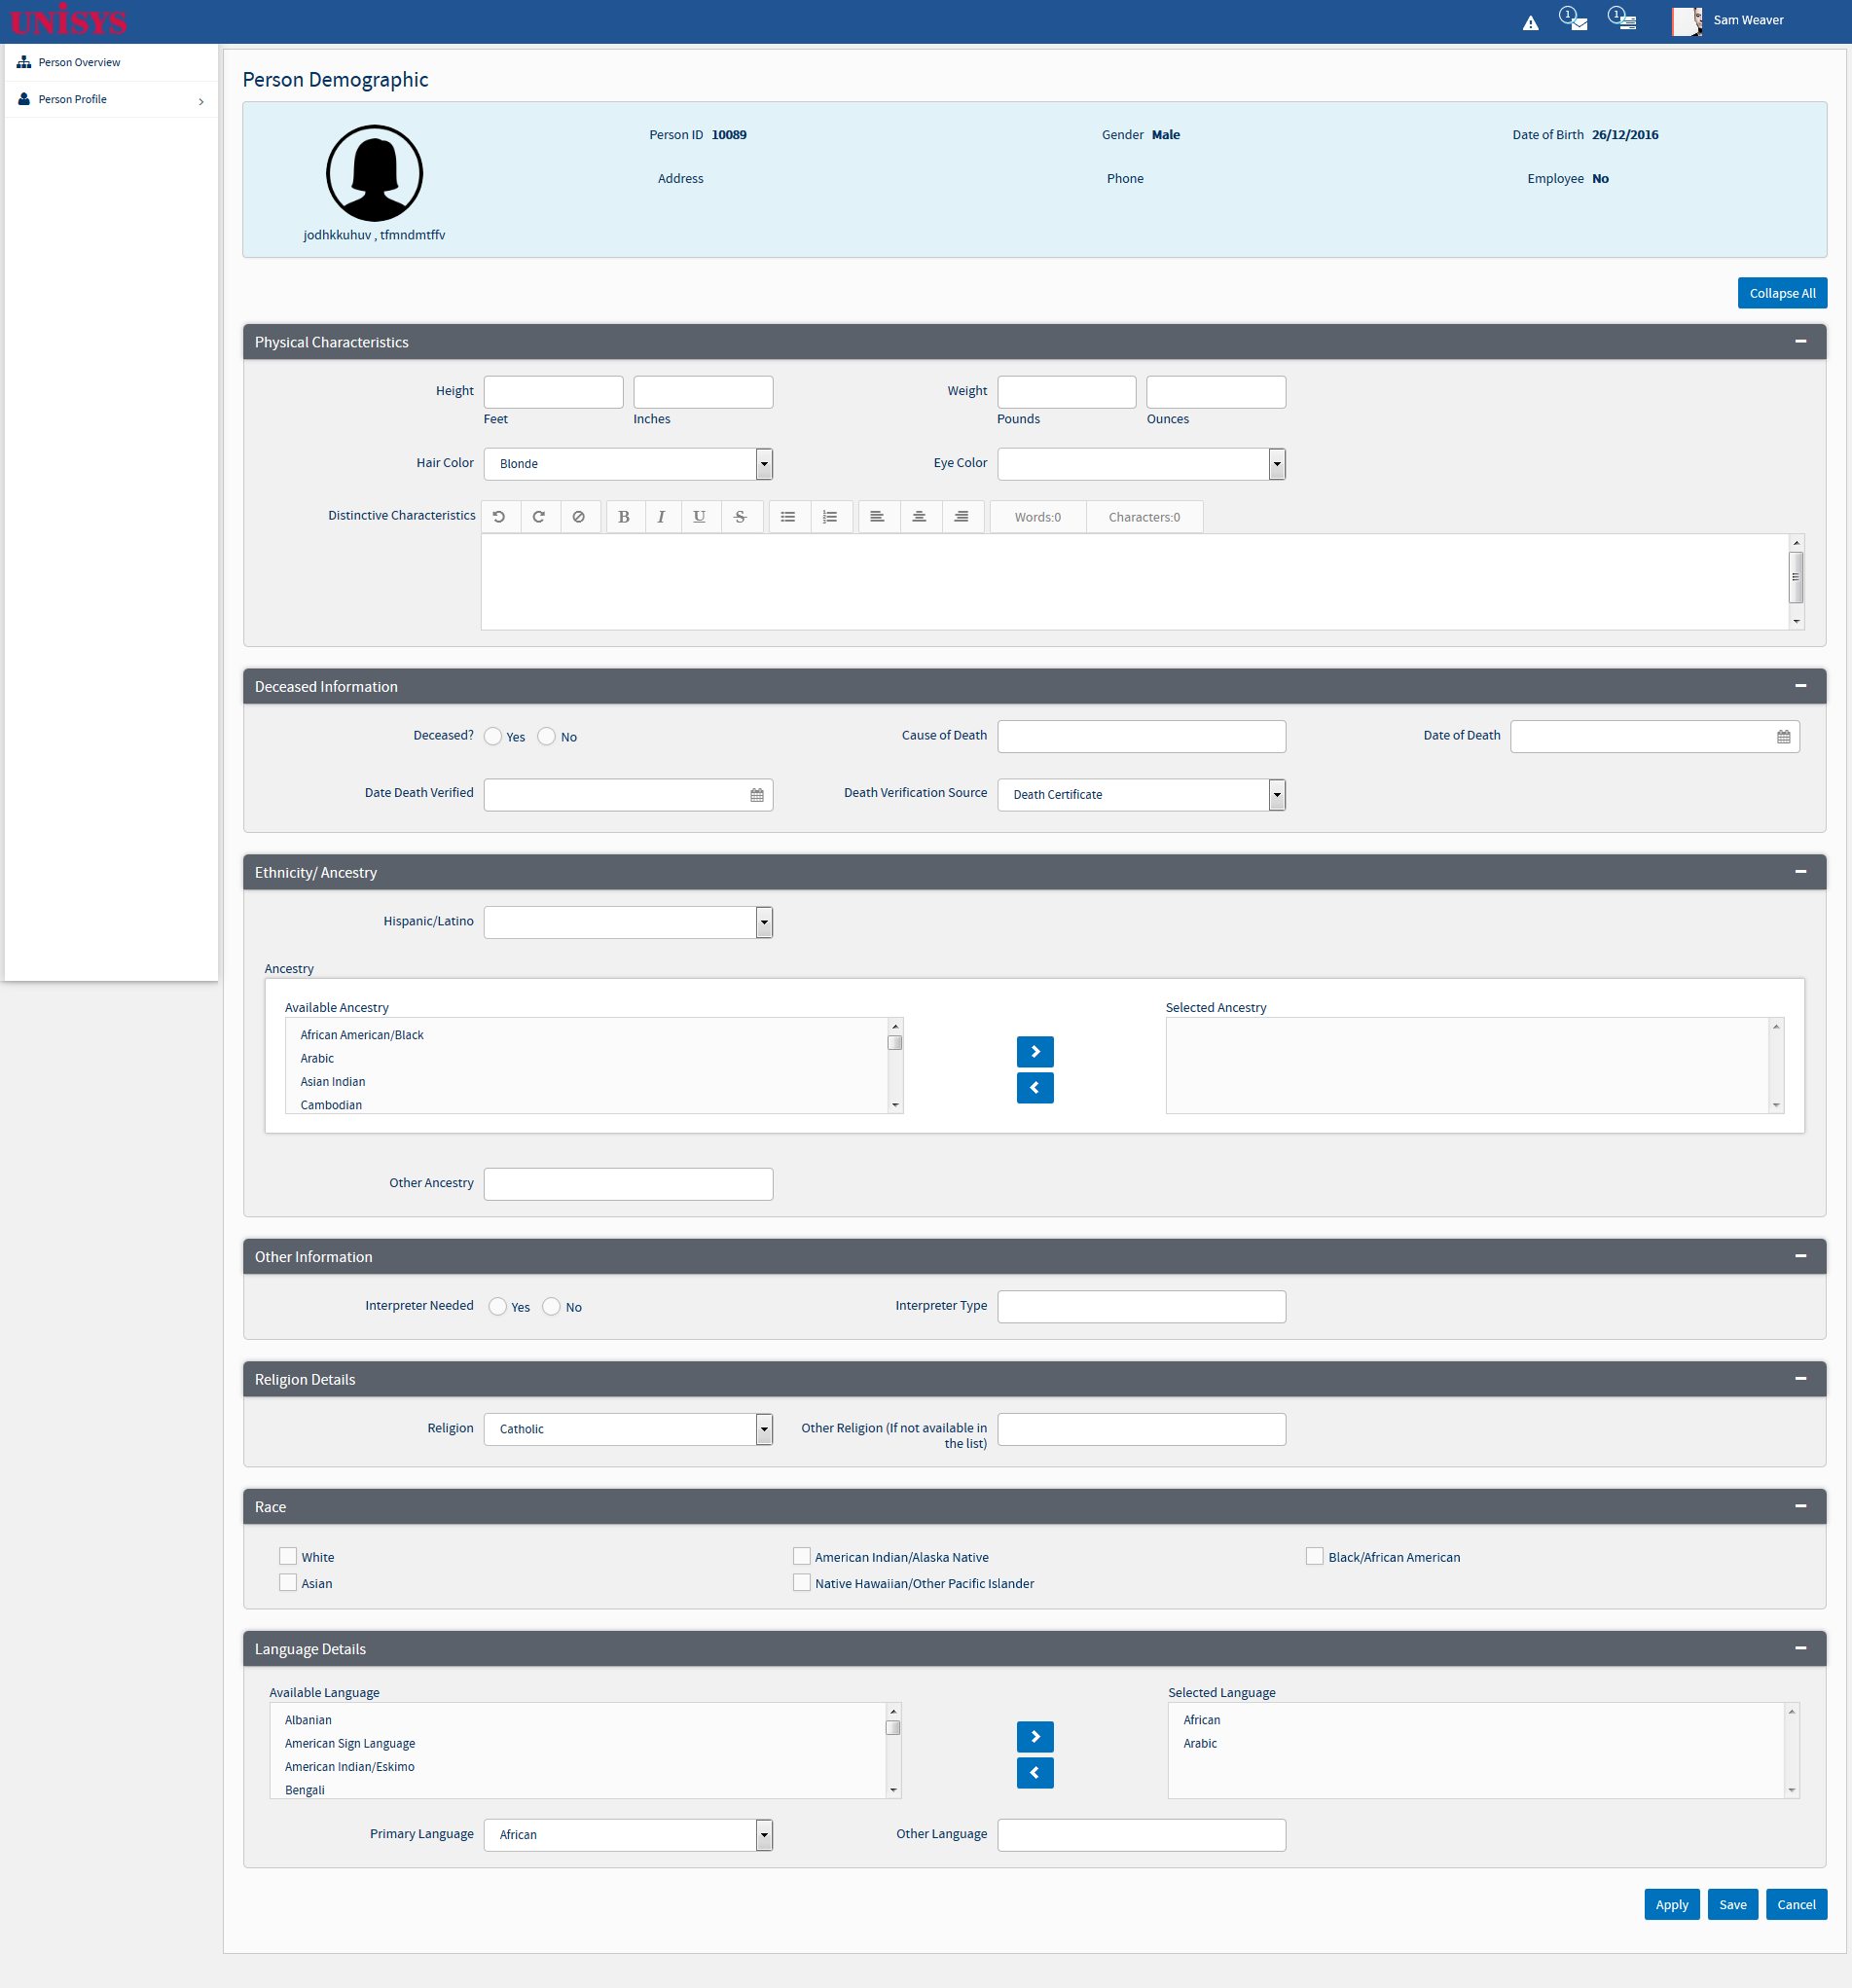 UNiSYS
1
1
Sam Weaver
Person Overview
Person Profile
Person Demographic
Person ID 10089
Gender Male
Date of Birth 26/12/2016
Address
Phone
Employee No
jodhkkuhuv , tfmndmtffv
Collapse All
Physical Characteristics
Height
Weight
Feet
Inches
Pounds
Ounces
Hair Color Blonde
Eye Color
Distinctive Characteristics B I U S Words:0 Characters:0
Deceased Information
Deceased? Yes No
Cause of Death
Date of Death
Date Death Verified
Death Verification Source Death Certificate
Ethnicity/ Ancestry
Hispanic/Latino
Ancestry
Available Ancestry
African American/Black
Arabic
Asian Indian
Cambodian
Selected Ancestry
Other Ancestry
Other Information
Interpreter Needed Yes No
Interpreter Type
Religion Details
Religion Catholic
Other Religion (If not available in
the list)
Race
White
American Indian/Alaska Native
Black/African American
Asian
Native Hawaiian/Other Pacific Islander
Language Details
Available Language
Albanian
American Sign Language
American Indian/Eskimo
Bengali
Selected Language
African
Arabic
Primary Language African
Other Language
Apply Save Cancel